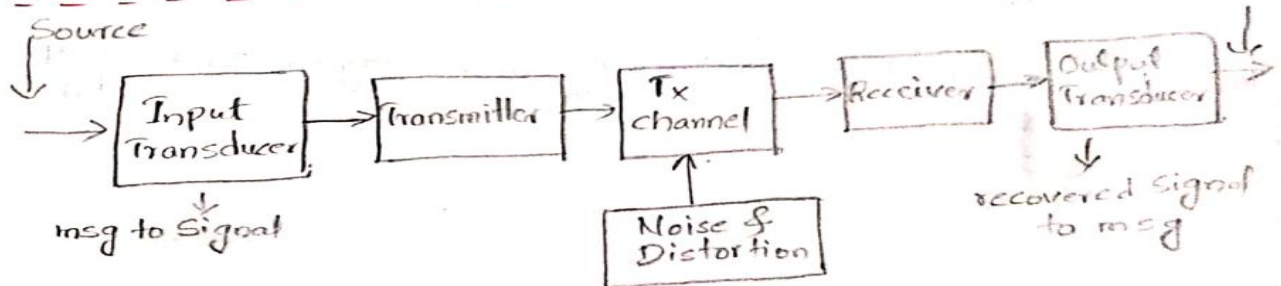 Source
Input
Transducer
Transmitter
Tx
channel
Receiver
Output
Transducer
msg to Signal
Noise &
Distortion
recovered signal
to msg